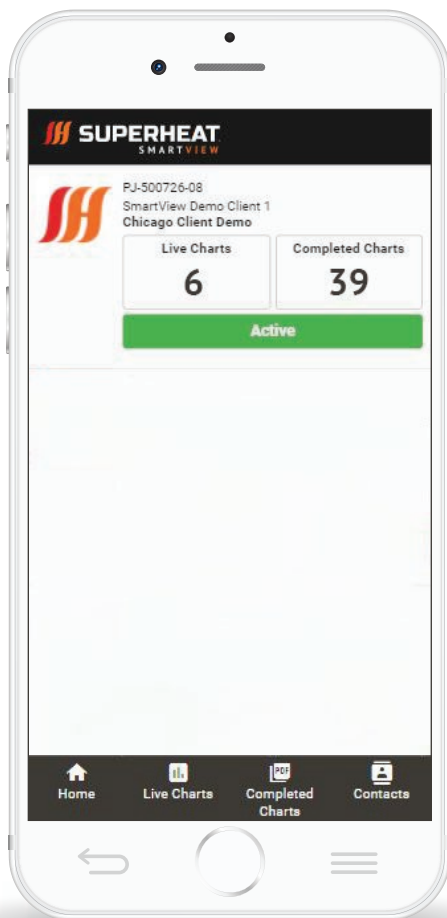 SUPERHEAT
SMARTVIEW
PJ-500726-08
SmartView Demo Client 1
Chicago Client Demo
Live Charts
6
Completed Charts
39
Active
Home
Live Charts
PDF
Completed
Charts
Contacts